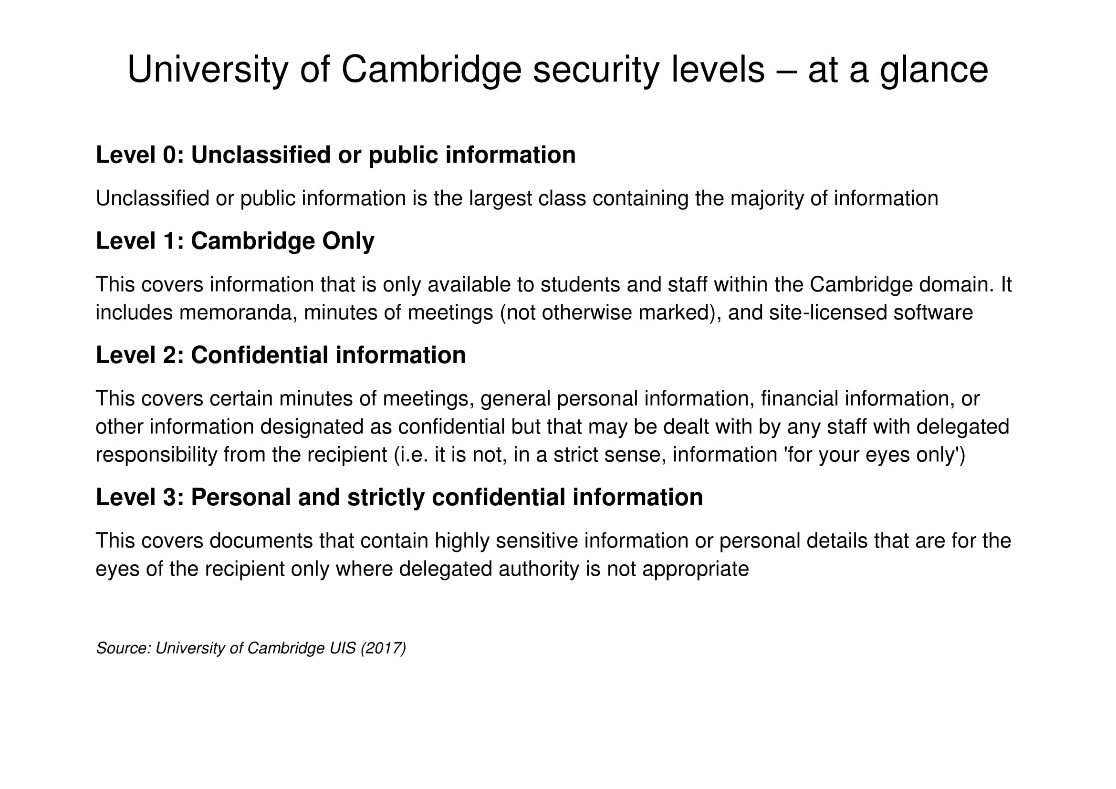 University of Cambridge security levels – at a glance
Level 0: Unclassified or public information
Unclassified or public information is the largest class containing the majority of information
Level 1: Cambridge Only
This covers information that is only available to students and staff within the Cambridge domain. It
includes memoranda, minutes of meetings (not otherwise marked), and site-licensed software
Level 2: Confidential information
This covers certain minutes of meetings, general personal information, financial information, or
other information designated as confidential but that may be dealt with by any staff with delegated
responsibility from the recipient (i.e. it is not, in a strict sense, information 'for your eyes only')
Level 3: Personal and strictly confidential information
This covers documents that contain highly sensitive information or personal details that are for the
eyes of the recipient only where delegated authority is not appropriate
Source: University of Cambridge UIS (2017)